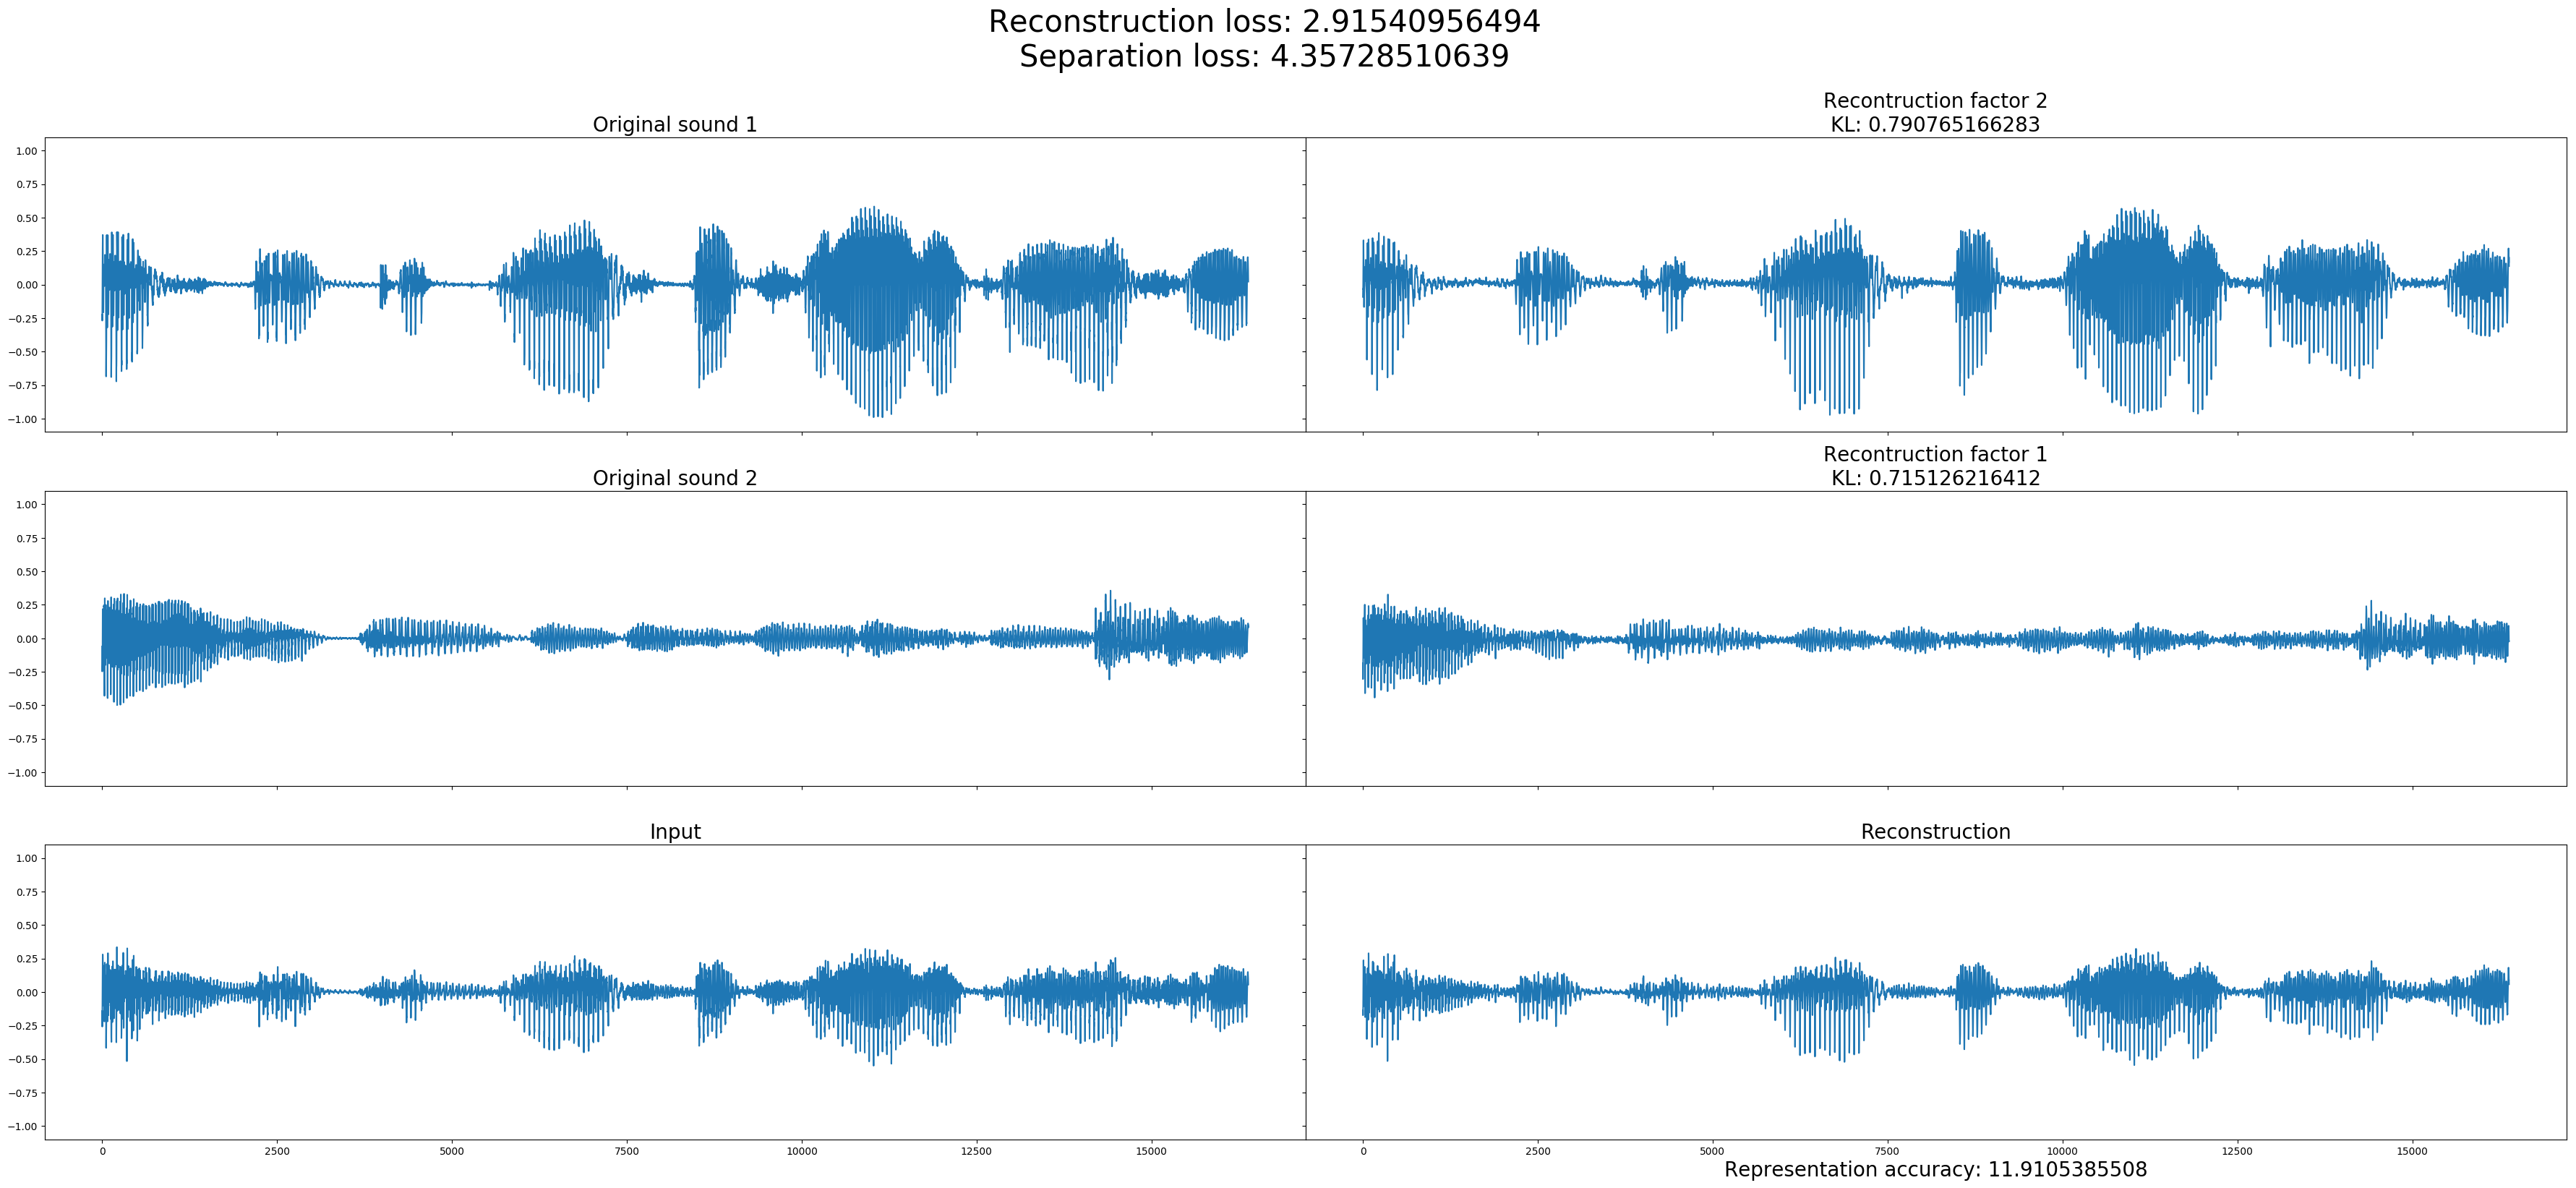 Reconstruction loss: 2.91540956494
Separation loss: 4.35728510639
Original sound 1
Recontruction factor 2
KL: 0.790765166283
1.00
0.75
0.50
0.25
0.00
−0.25
−0.50
−0.75
−1.00
Original sound 2
Recontruction factor 1
KL: 0.715126216412
1.00
0.75
0.50
0.25
0.00
−0.25
−0.50
−0.75
−1.00
Input
Reconstruction
1.00
0.75
0.50
0.25
0.00
−0.25
−0.50
−0.75
−1.00
0 2500 5000 7500 10000 12500 15000
0 2500 5000 7500 10000 12500 15000
Representation accuracy: 11.9105385508